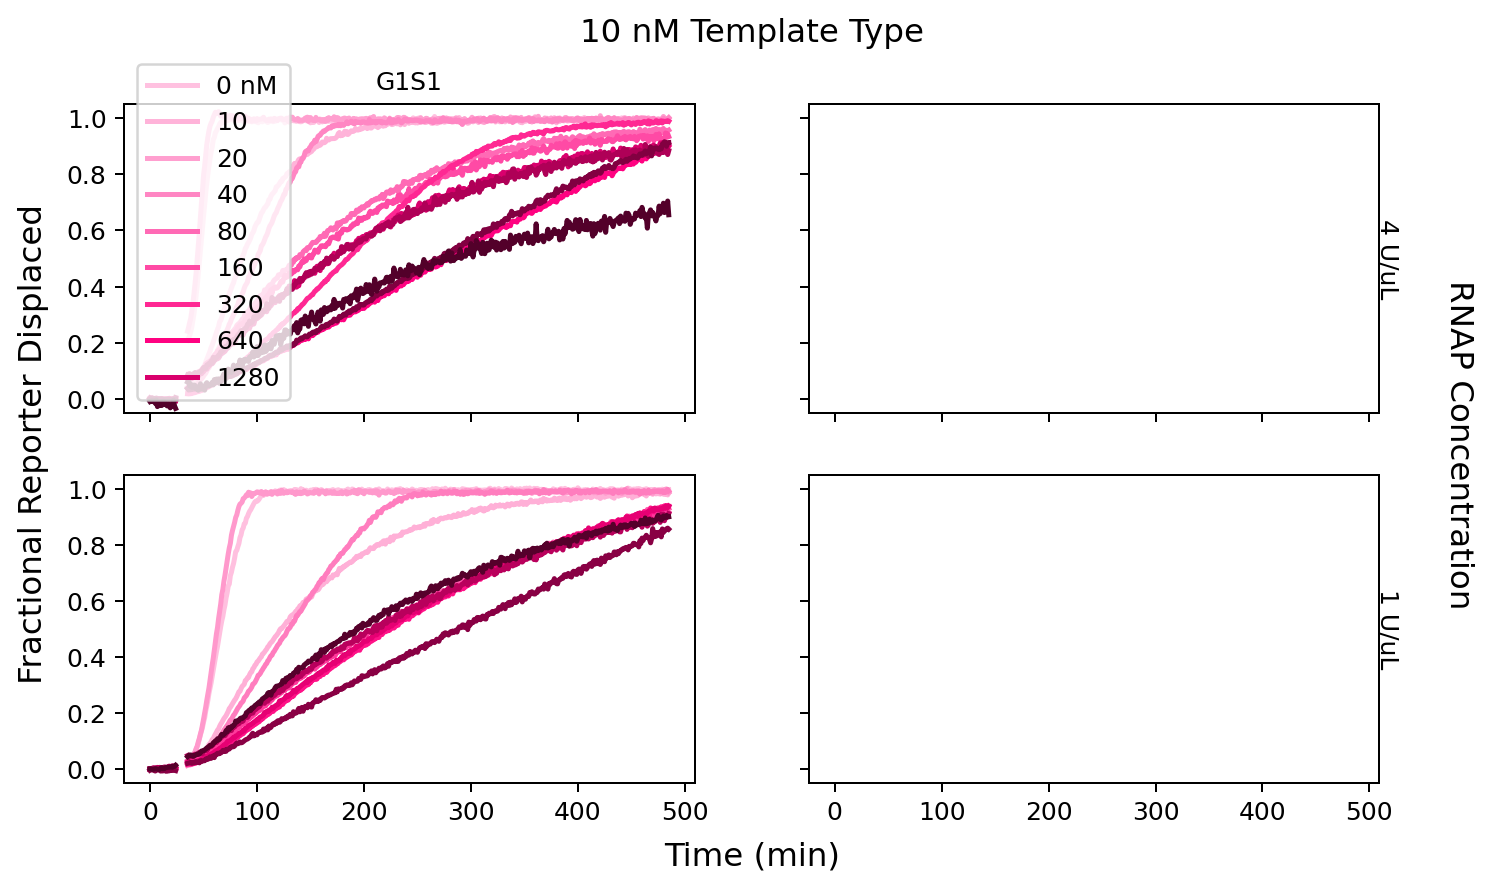 10 nM Template Type
G1S1
0 nM
10
20
40
80
160
320
640
1280
1.0
0.8
0.6
0.4
0.2
0.0
4 U/uL
1.0
0.8
0.6
0.4
0.2
0.0
1 U/uL
0 100 200 300 400 500
0 100 200 300 400 500
Time (min)
Fractional Reporter Displaced
RNAP Concentration